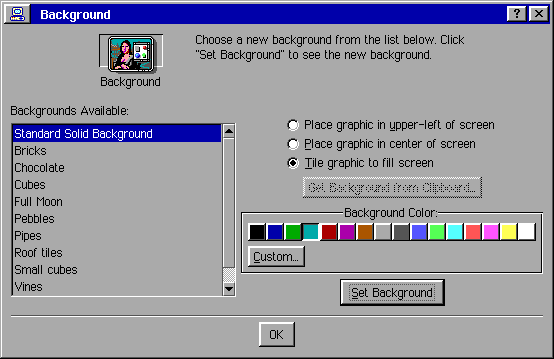 Background
? X
Choose a new background from the list below. Click
"Set Background" to see the new background.
Background
Backgrounds Available:
Standard Solid Background
Bricks
Chocolate
Cubes
Full Moon
Pebbles
Pipes
Roof tiles
Small cubes
Vines
Place graphic in upper-left of screen
Place graphic in center of screen
Tile graphic to fill screen
Get Background from Clipboard...
Background Color:
Custom...
Set Background
OK